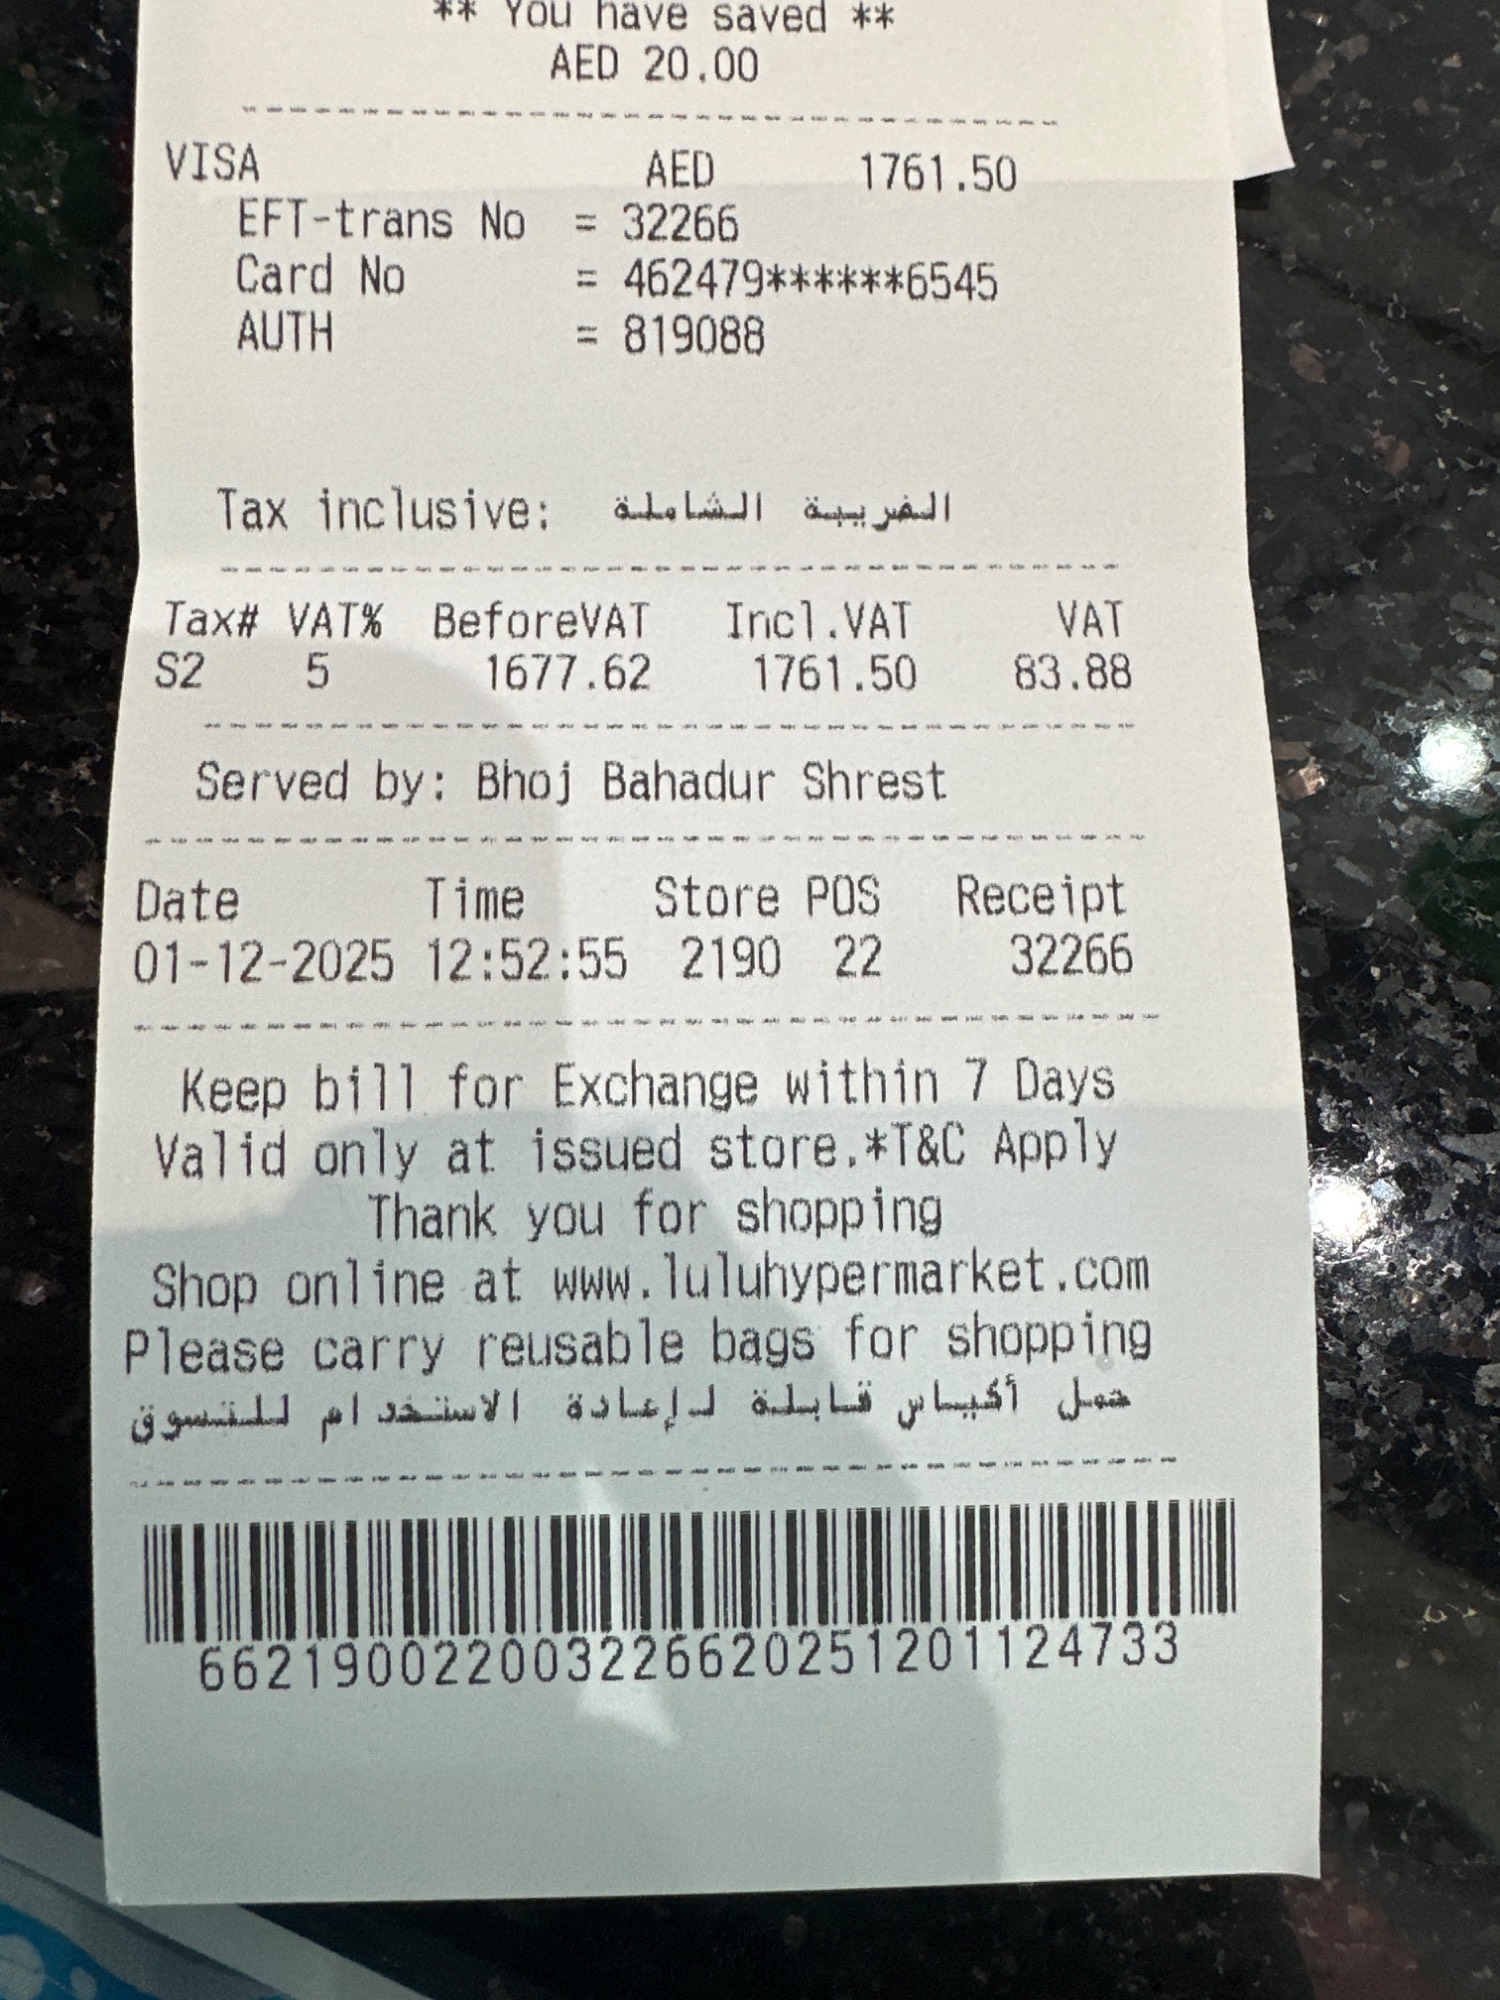 ** You have saved **
AED 20.00
VISA AED 1761.50
EFT-trans No = 32266
Card No = 462479******6545
AUTH = 819088
Tax inclusive: الضريبة الشاملة
Tax# VAT% BeforeVAT Incl.VAT VAT
S2 5 1677.62 1761.50 83.88
Served by: Bhoj Bahadur Shrest
Date Time Store POS Receipt
01-12-2025 12:52:55 2190 22 32266
Keep bill for Exchange within 7 Days
Valid only at issued store.*T&C Apply
Thank you for shopping
Shop online at www.luluhypermarket.com
Please carry reusable bags for shopping
حمل أكياس قابلة لإعادة الاستخدام للتسوق
662190022003226620251201124733